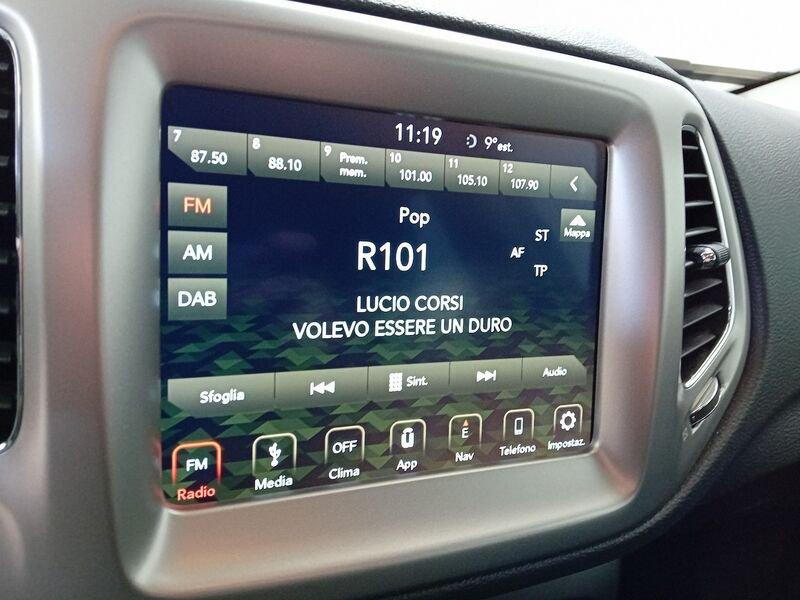 11:19 9°est.
7 87.50 8 88.10 9 Prem. mem. 10 101.00 11 105.10 12 107.90
FM
Pop
ST
Mappa
AM
R101
AF
TP
DAB
LUCIO CORSI
VOLEVO ESSERE UN DURO
Sfoglia Sint. Audio
FM Radio
Media
OFF Clima
App
E Nav
Telefono
Impostaz.